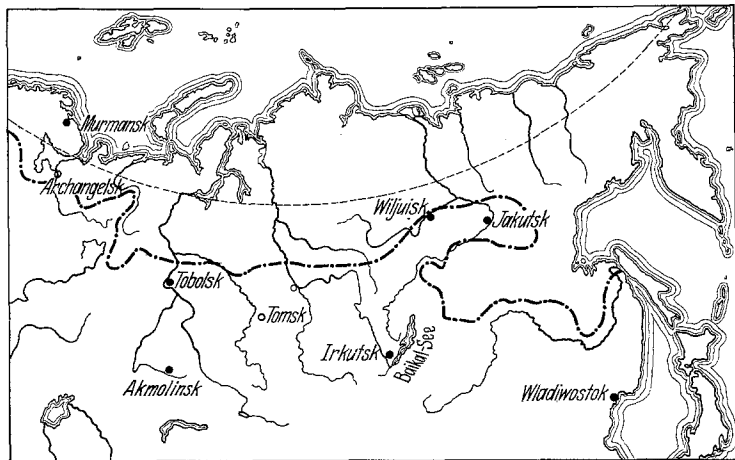 Murmansk
Archangelsk
Wiljuisk
Jakutsk
Tobolsk
Tomsk
Irkutsk
Baikal-See
Akmolinsk
Wladiwostok